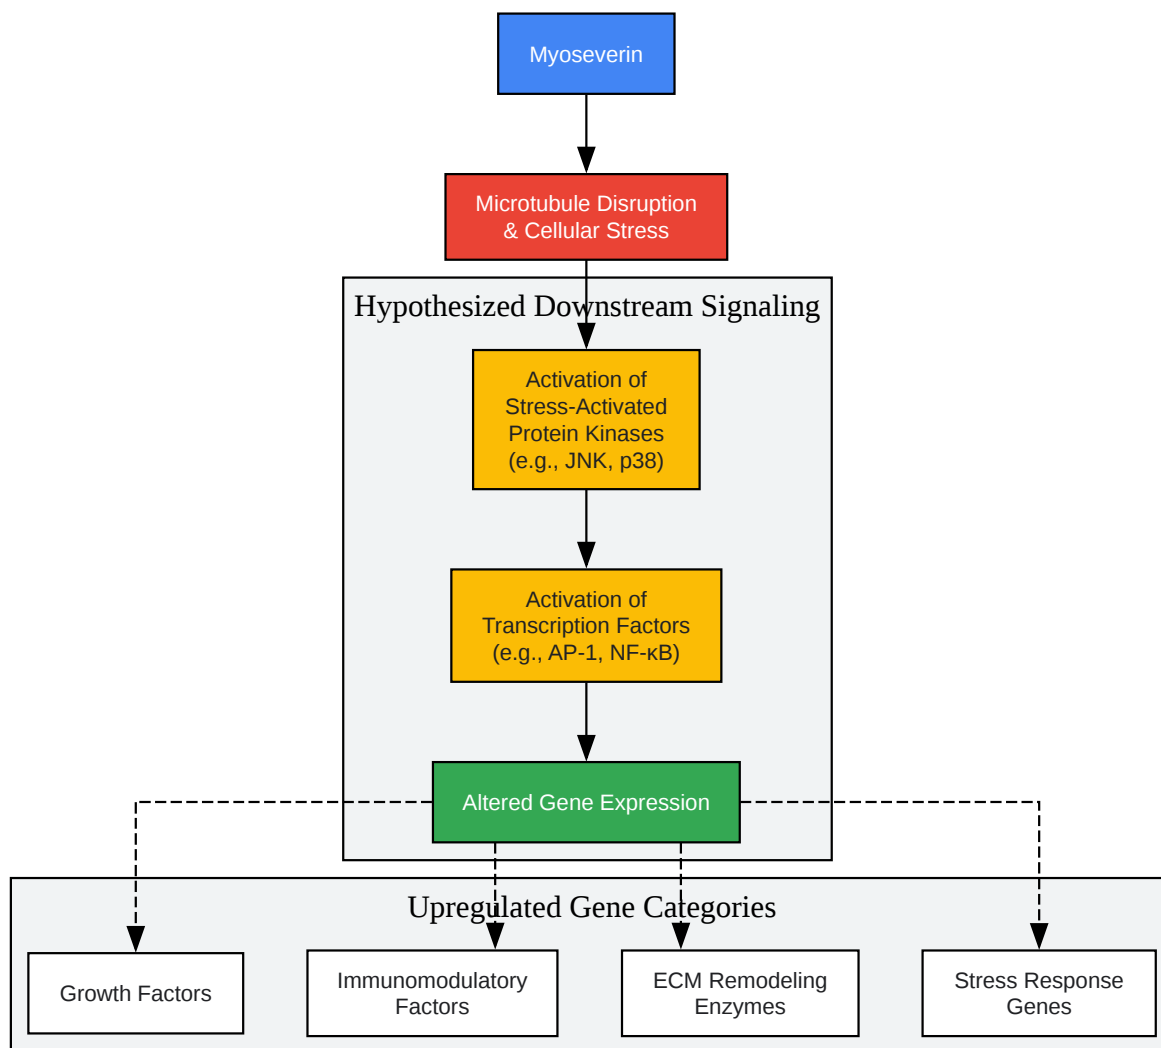 Myoseverin
Microtubule Disruption
& Cellular Stress
Hypothesized Downstream Signaling
Activation of
Stress-Activated
Protein Kinases
(e.g., JNK, p38)
Activation of
Transcription Factors
(e.g., AP-1, NF-κB)
Altered Gene Expression
Upregulated Gene Categories
Growth Factors
Immunomodulatory
Factors
ECM Remodeling
Enzymes
Stress Response
Genes